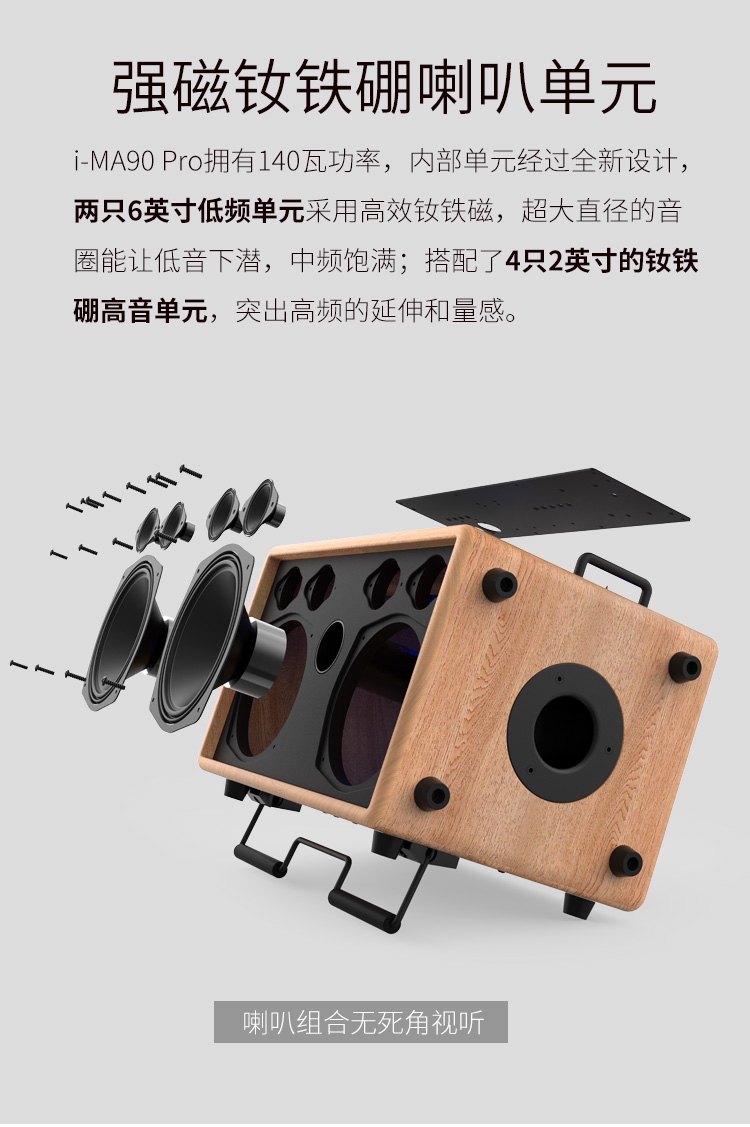 强磁钕铁硼喇叭单元
i-MA90 Pro拥有140瓦功率，内部单元经过全新设计，
两只6英寸低频单元采用高效钕铁磁，超大直径的音
圈能让低音下潜，中频饱满；搭配了4只2英寸的钕铁
硼高音单元，突出高频的延伸和量感。
喇叭组合无死角视听